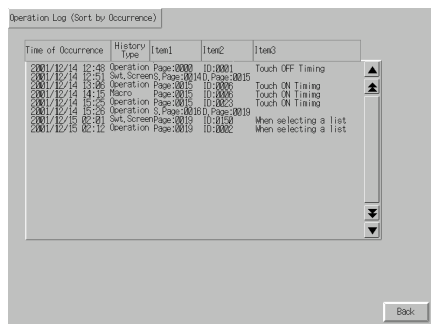 Operation Log (Sort by Occurrence)
Time of Occurrence History Type Item1 Item2 Item3
2001/12/14 12:48 Operation Page:0000 ID:0001 Touch OFF Timing
2001/12/14 12:51 Swt,Screen S,Page:0014 D,Page:0015
2001/12/14 13:06 Operation Page:0015 ID:0006 Touch ON Timimg
2001/12/14 14:15 Macro Page:0015 ID:0006 Touch ON Timimg
2001/12/14 15:25 Operation Page:0015 ID:0023 Touch ON Timimg
2001/12/14 15:26 Operation S,Page:0016 D,Page:0019
2001/12/15 02:01 Swt,Screen Page:0019 ID:0150 When selecting a list
2001/12/15 02:12 Operation Page:0019 ID:0002 When selecting a list
Back